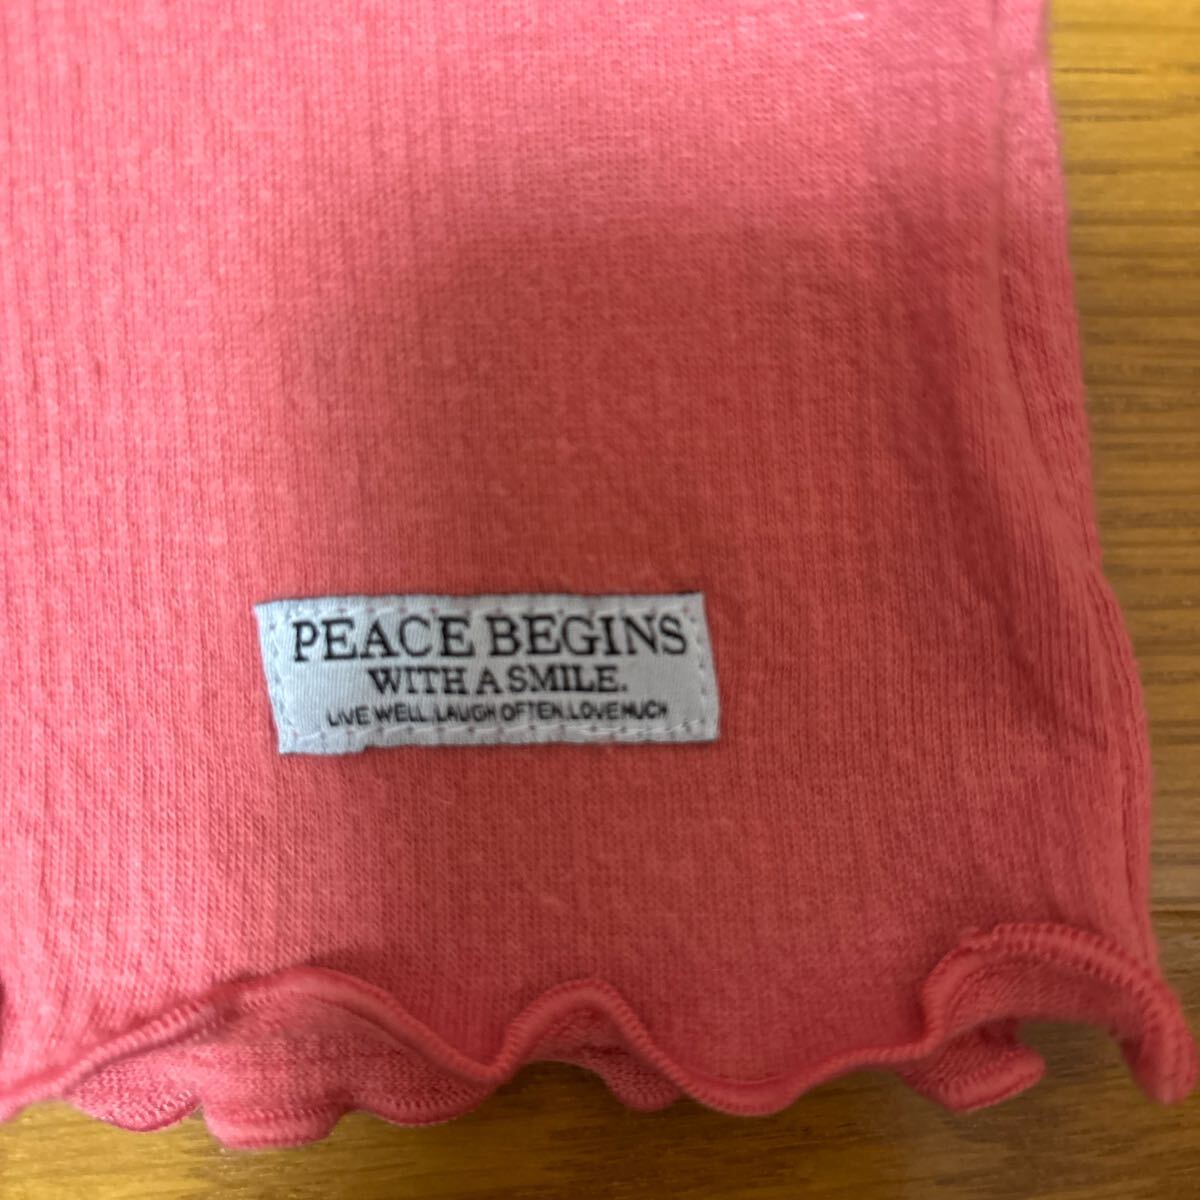 PEACE BEGINS
WITH A SMILE.
LIVE WELL.LAUGH OFTEN.LOVE MUCH